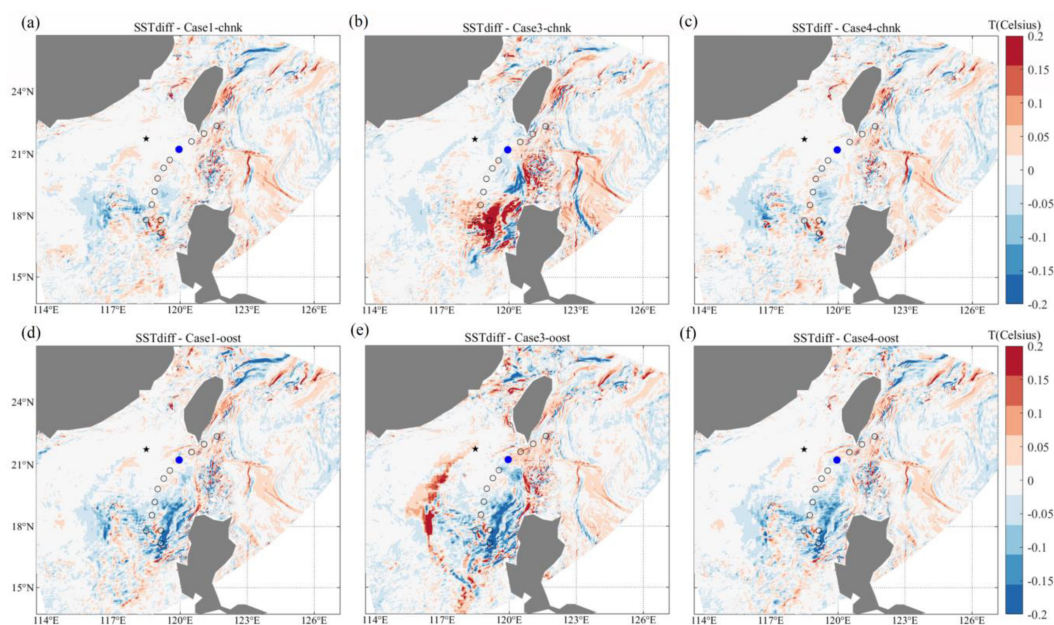 (a) SSTdiff - Case1-chnk
(b) SSTdiff - Case3-chnk
(c) SSTdiff - Case4-chnk T(Celsius)
24°N
21°N
18°N
15°N
114°E 117°E 120°E 123°E 126°E
114°E 117°E 120°E 123°E 126°E
114°E 117°E 120°E 123°E 126°E
0.2
0.15
0.1
0.05
0
-0.05
-0.1
-0.15
-0.2
(d) SSTdiff - Case1-oost
(e) SSTdiff - Case3-oost
(f) SSTdiff - Case4-oost T(Celsius)
24°N
21°N
18°N
15°N
114°E 117°E 120°E 123°E 126°E
114°E 117°E 120°E 123°E 126°E
114°E 117°E 120°E 123°E 126°E
0.2
0.15
0.1
0.05
0
-0.05
-0.1
-0.15
-0.2